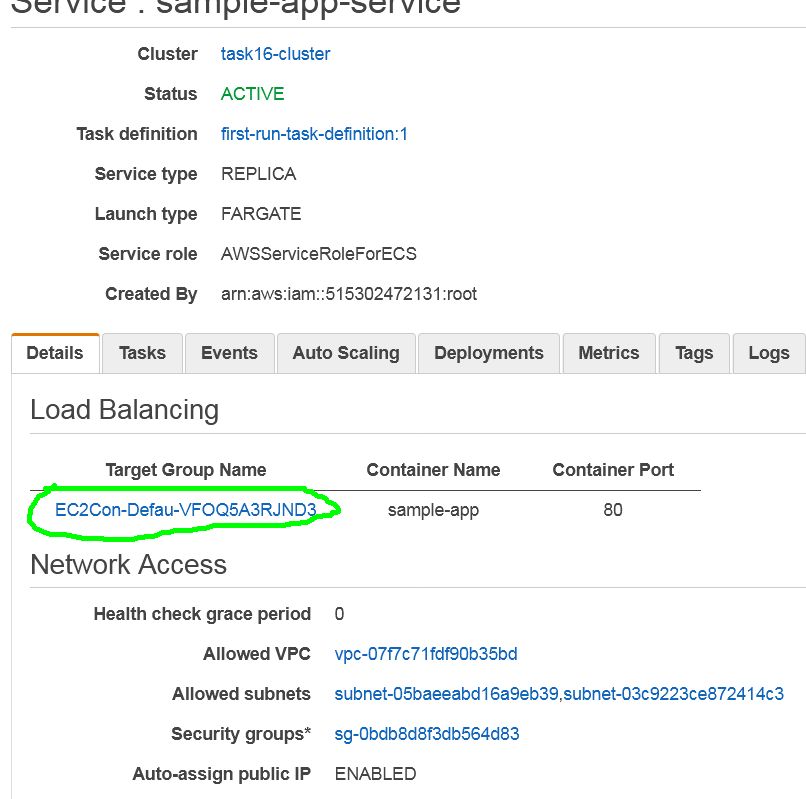 Service : sample-app-service
Cluster task16-cluster
Status ACTIVE
Task definition first-run-task-definition:1
Service type REPLICA
Launch type FARGATE
Service role AWSServiceRoleForECS
Created By arn:aws:iam::515302472131:root
Details Tasks Events Auto Scaling Deployments Metrics Tags Logs
Load Balancing
Target Group Name Container Name Container Port
EC2Con-Defau-VFOQ5A3RJND3 sample-app 80
Network Access
Health check grace period 0
Allowed VPC vpc-07f7c71fdf90b35bd
Allowed subnets subnet-05baeeabd16a9eb39,subnet-03c9223ce872414c3
Security groups* sg-0bdb8d8f3db564d83
Auto-assign public IP ENABLED